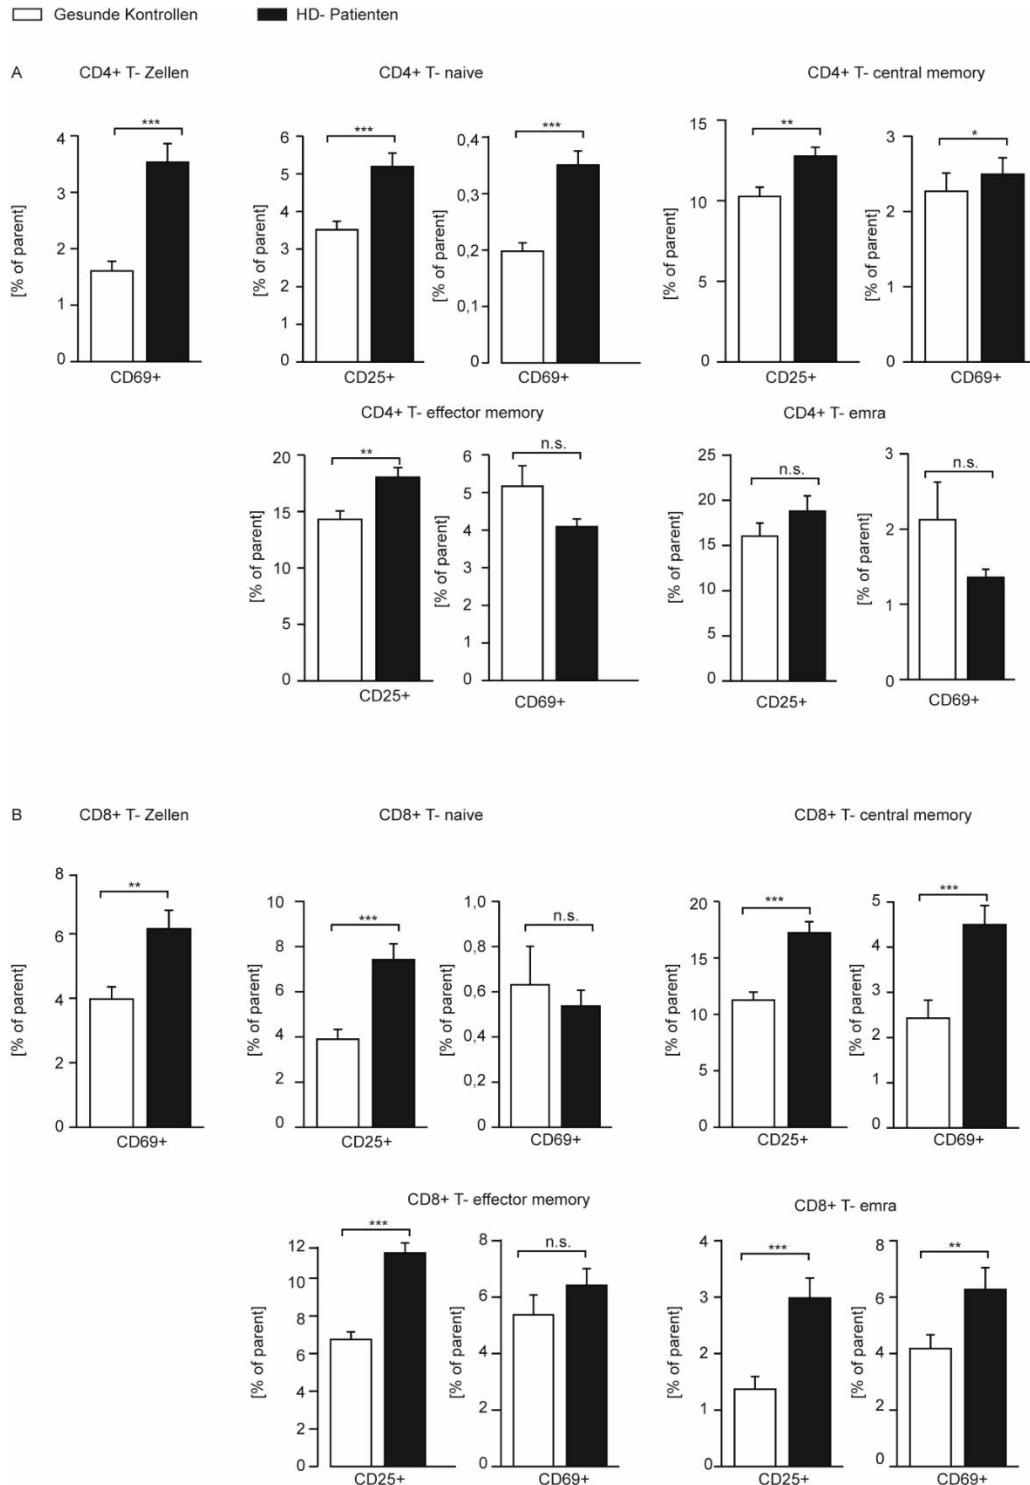 Gesunde Kontrollen HD- Patienten
A CD4+ T- Zellen CD4+ T- naive CD4+ T- central memory
[% of parent]
4
3
2
1
0
***
CD69+
[% of parent]
6
5
4
3
2
1
0
***
CD25+
[% of parent]
0,4
0,3
0,2
0,1
0
***
CD69+
[% of parent]
15
10
5
0
**
CD25+
[% of parent]
3
2
1
0
*
CD69+
CD4+ T- effector memory CD4+ T- emra
[% of parent]
20
15
10
5
0
**
CD25+
[% of parent]
6
5
4
3
2
1
0
n.s.
CD69+
[% of parent]
25
20
15
10
5
0
n.s.
CD25+
[% of parent]
3
2
1
0
n.s.
CD69+
B CD8+ T- Zellen CD8+ T- naive CD8+ T- central memory
[% of parent]
8
6
4
2
0
**
CD69+
[% of parent]
10
8
6
4
2
0
***
CD25+
[% of parent]
1,0
0,8
0,6
0,4
0,2
0
n.s.
CD69+
[% of parent]
20
15
10
5
0
***
CD25+
[% of parent]
5
4
3
2
1
0
***
CD69+
CD8+ T- effector memory CD8+ T- emra
[% of parent]
12
10
8
6
4
2
0
***
CD25+
[% of parent]
8
6
4
2
0
n.s.
CD69+
[% of parent]
4
3
2
1
0
***
CD25+
[% of parent]
8
6
4
2
0
**
CD69+